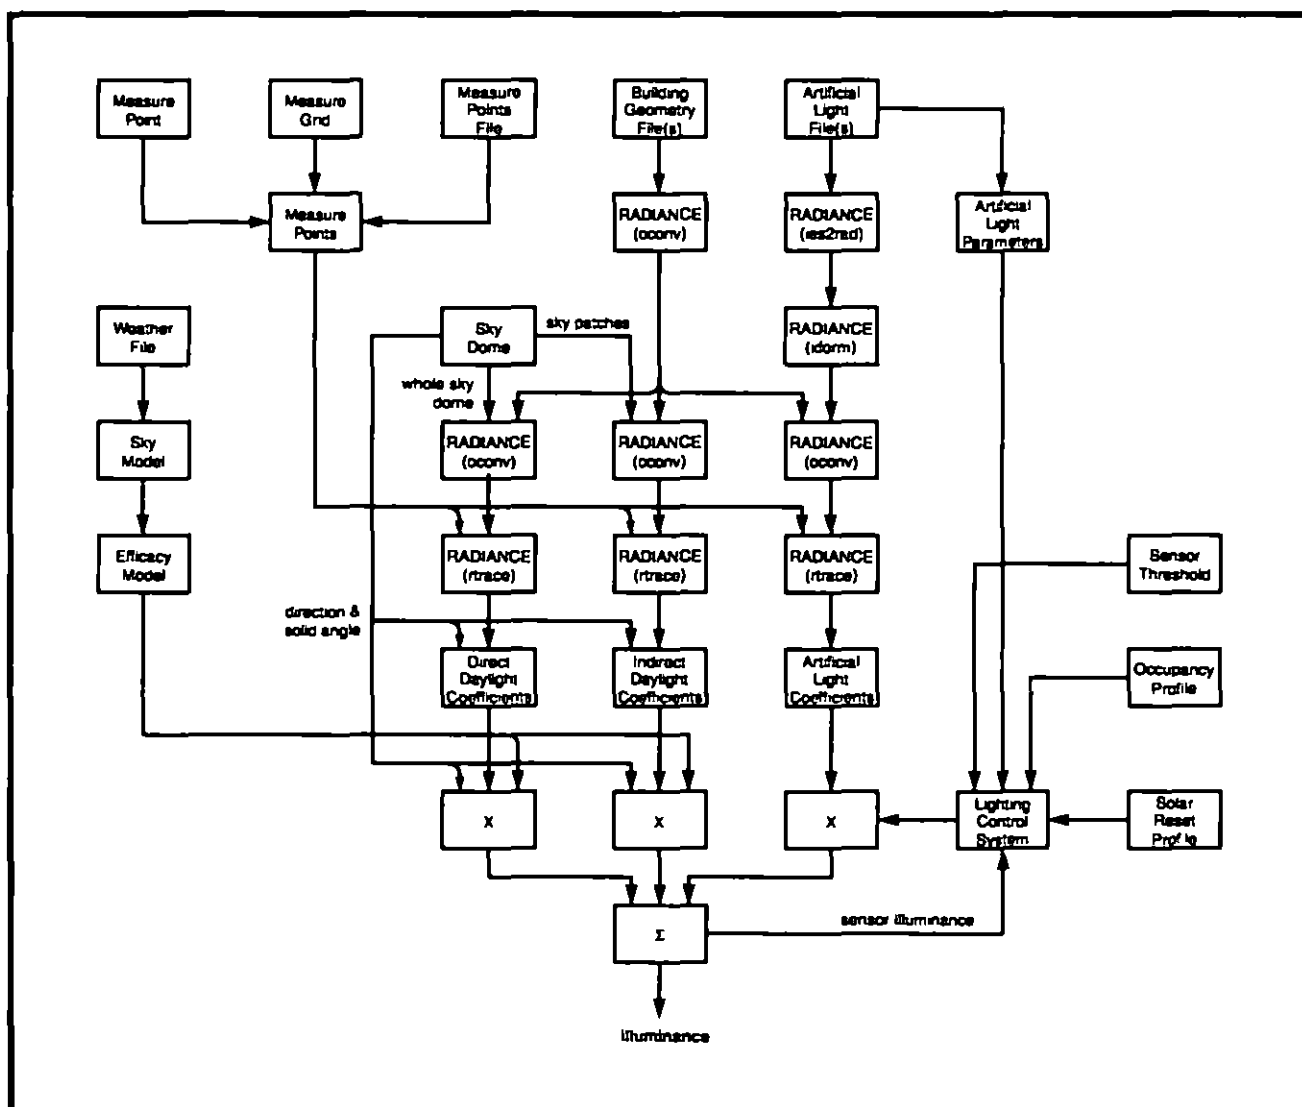 Measure
Point
Measure
Grid
Measure
Points
File
Building
Geometry
File(s)
Artificial
Light
File(s)
Measure
Points
RADIANCE
(oconv)
RADIANCE
(ies2rad)
Artificial
Light
Parameters
Weather
File
Sky
Dome
sky patches
RADIANCE
(xform)
whole sky
dome
Sky
Model
RADIANCE
(oconv)
RADIANCE
(oconv)
RADIANCE
(oconv)
Efficacy
Model
RADIANCE
(rtrace)
RADIANCE
(rtrace)
RADIANCE
(rtrace)
Sensor
Threshold
direction &
solid angle
Direct
Daylight
Coefficients
Indirect
Daylight
Coefficients
Artificial
Light
Coefficients
Occupancy
Profile
X
X
X
Lighting
Control
System
Solar
Reset
Profile
Σ
sensor illuminance
illuminance